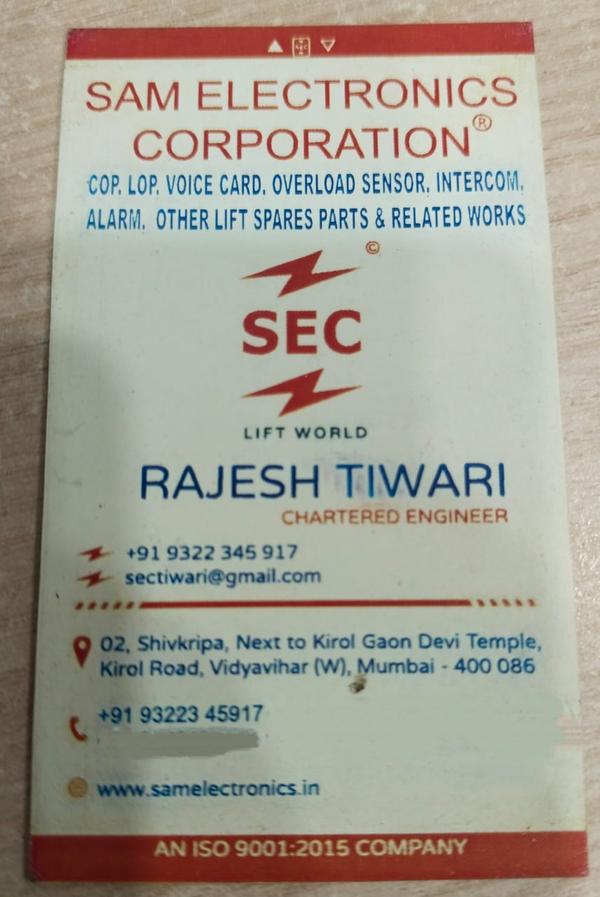 SAM ELECTRONICS
CORPORATION®
COP, LOP, VOICE CARD, OVERLOAD SENSOR, INTERCOM,
ALARM, OTHER LIFT SPARES PARTS & RELATED WORKS
©
SEC
LIFT WORLD
RAJESH TIWARI
CHARTERED ENGINEER
+91 9322 345 917
sectiwari@gmail.com
02, Shivkripa, Next to Kirol Gaon Devi Temple,
Kirol Road, Vidyavihar (W), Mumbai - 400 086
+91 93223 45917
www.samelectronics.in
AN ISO 9001:2015 COMPANY